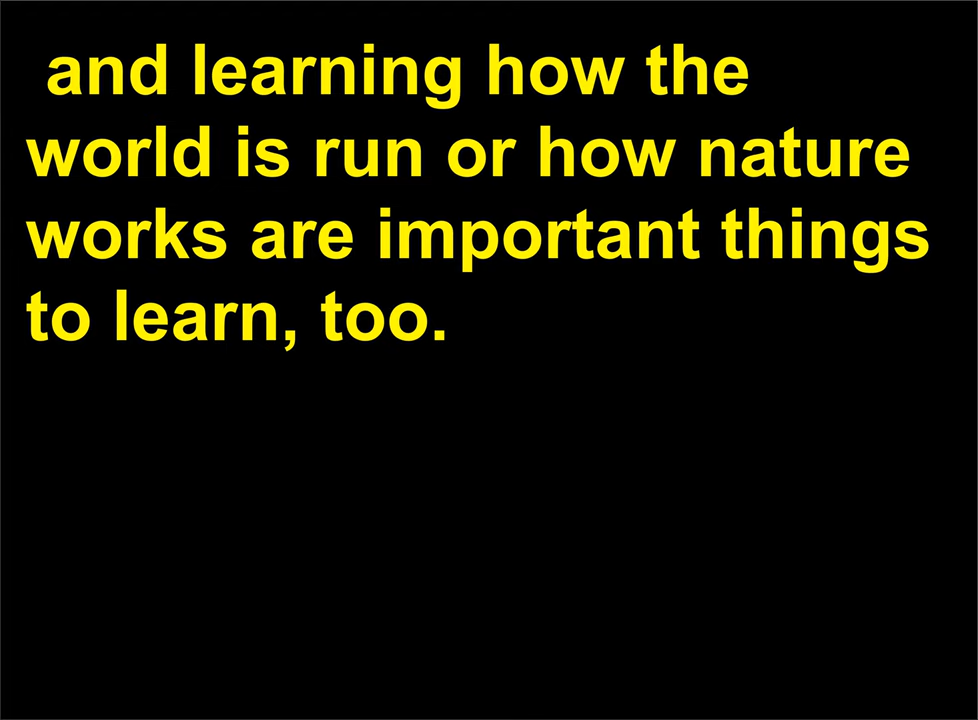 and learning how the
world is run or how nature
works are important things
to learn, too.